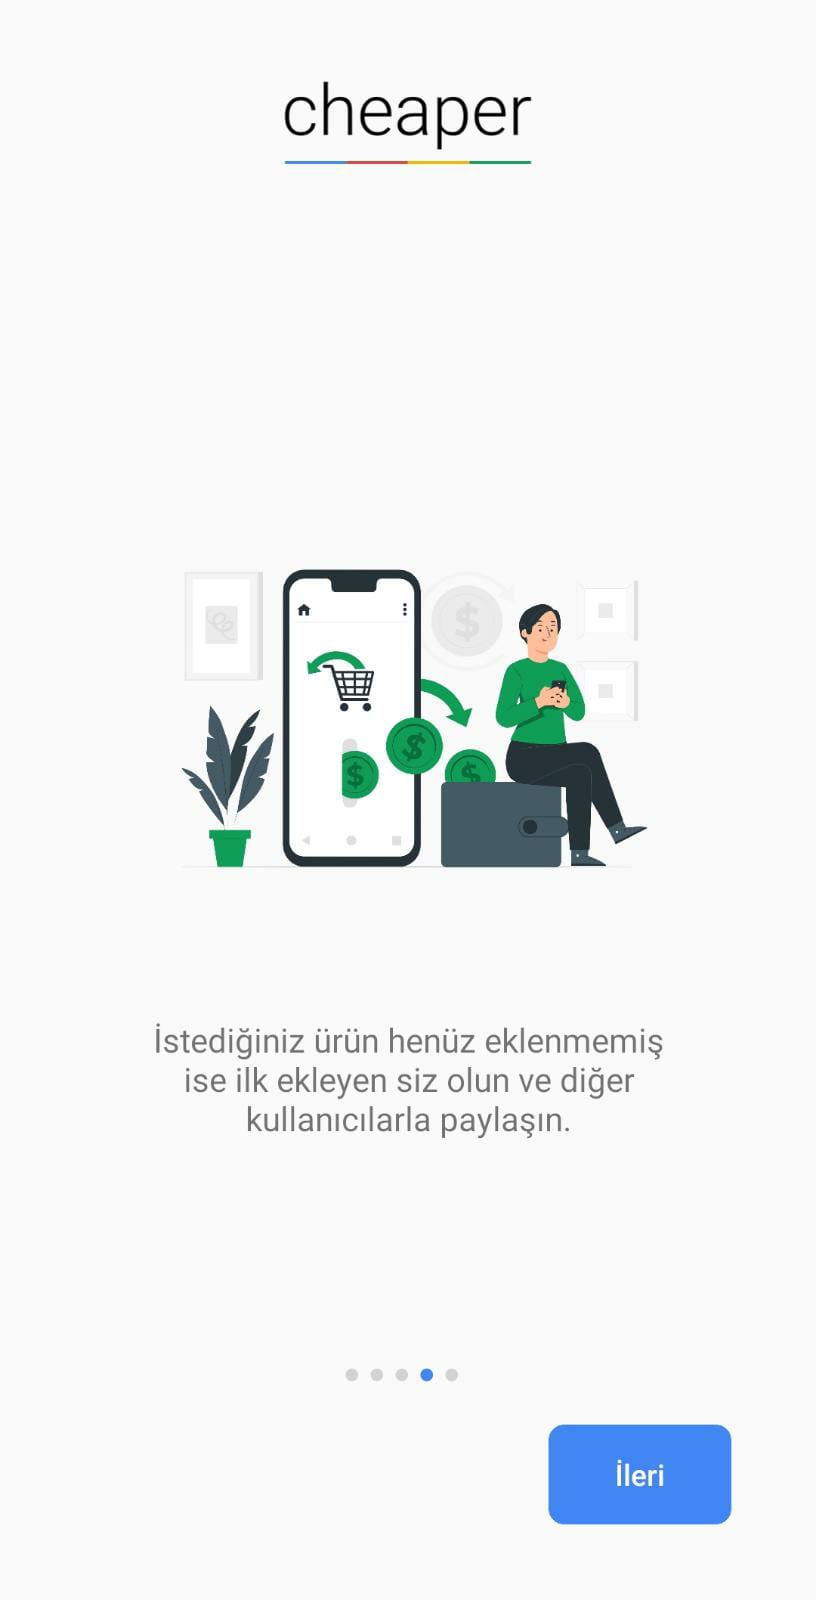 cheaper
$
$
$
$
İstediğiniz ürün henüz eklenmemiş
ise ilk ekleyen siz olun ve diğer
kullanıcılarla paylaşın.
İleri